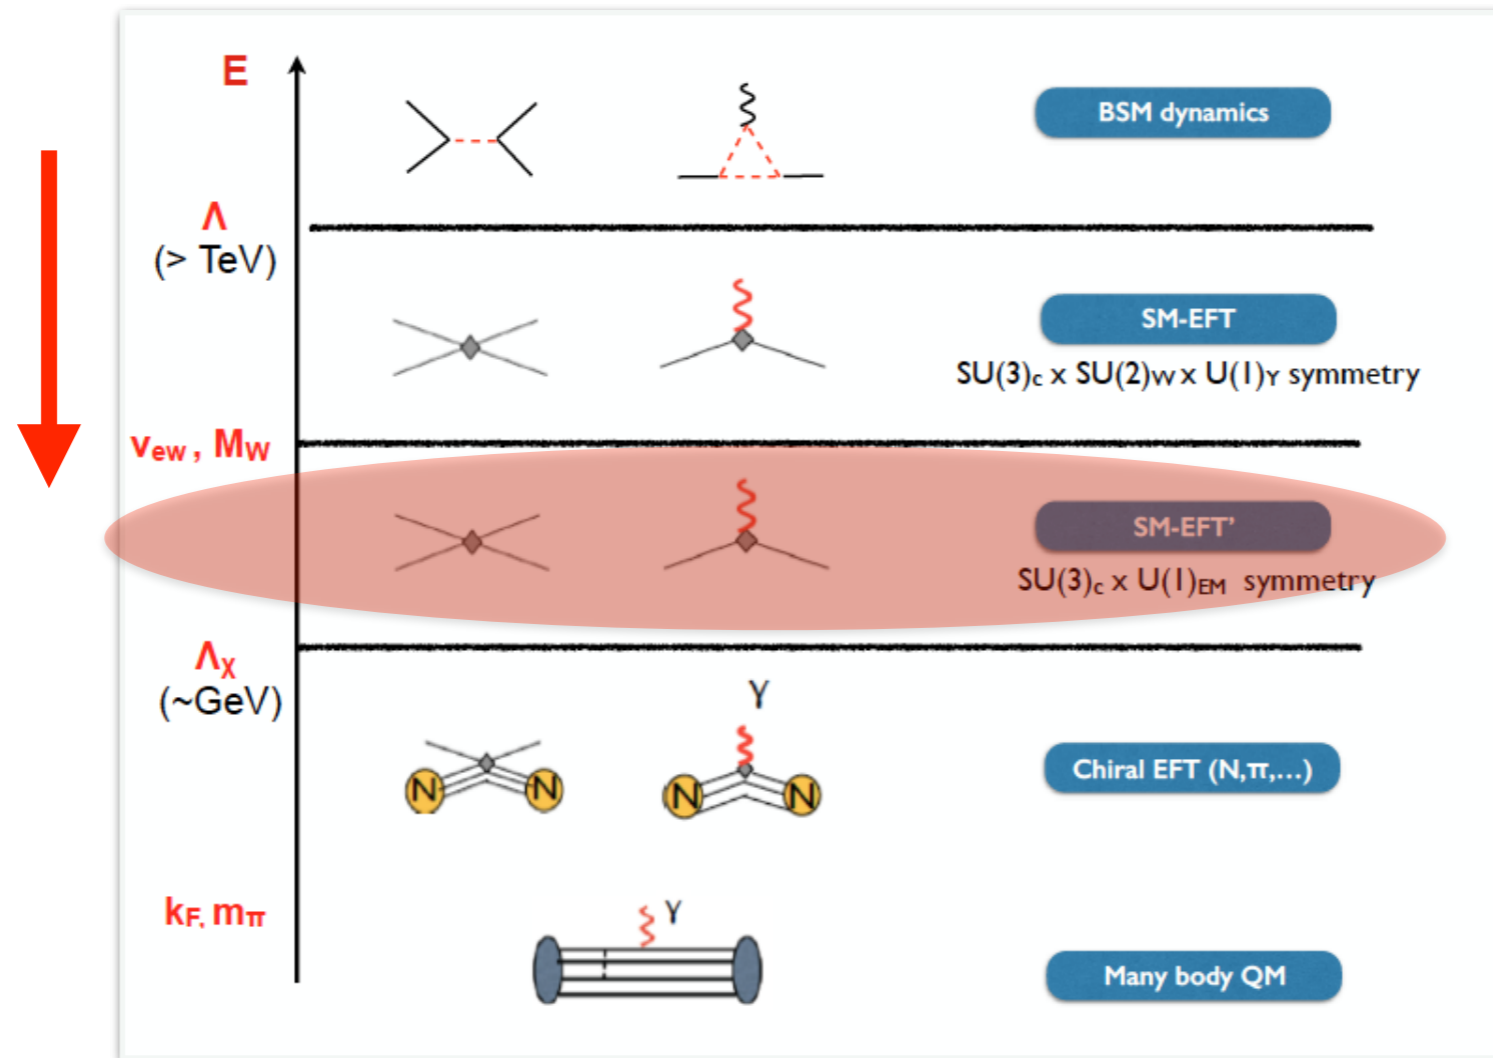 E
BSM dynamics
Λ
(> TeV)
SM-EFT
SU(3)c x SU(2)W x U(1)Y symmetry
vew , MW
SM-EFT’
SU(3)c x U(1)EM symmetry
Λχ
(~GeV)
γ
N N
N N
Chiral EFT (N,π,...)
kF, mπ
γ
Many body QM